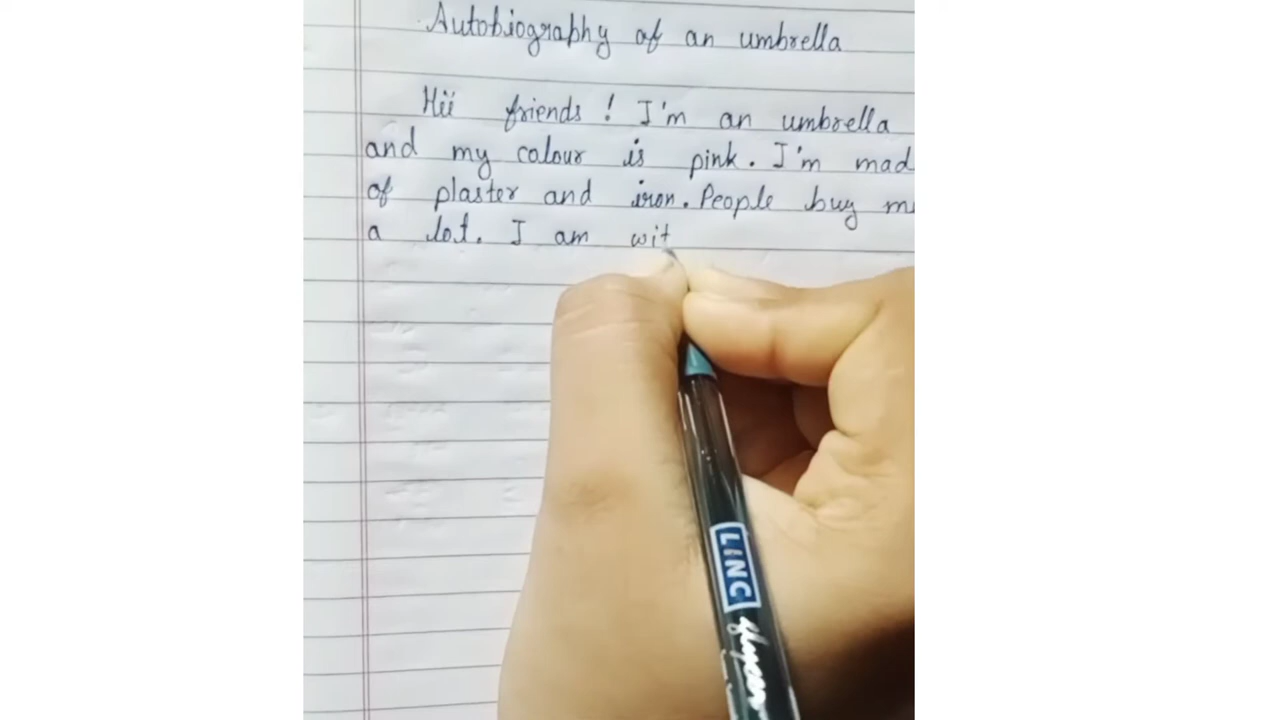 Autobiography of an umbrella
Hii friends ! I'm an umbrella
and my colour is pink. I'm mad
of plaster and iron. People buy m
a lot. I am wit
LINC
glycer